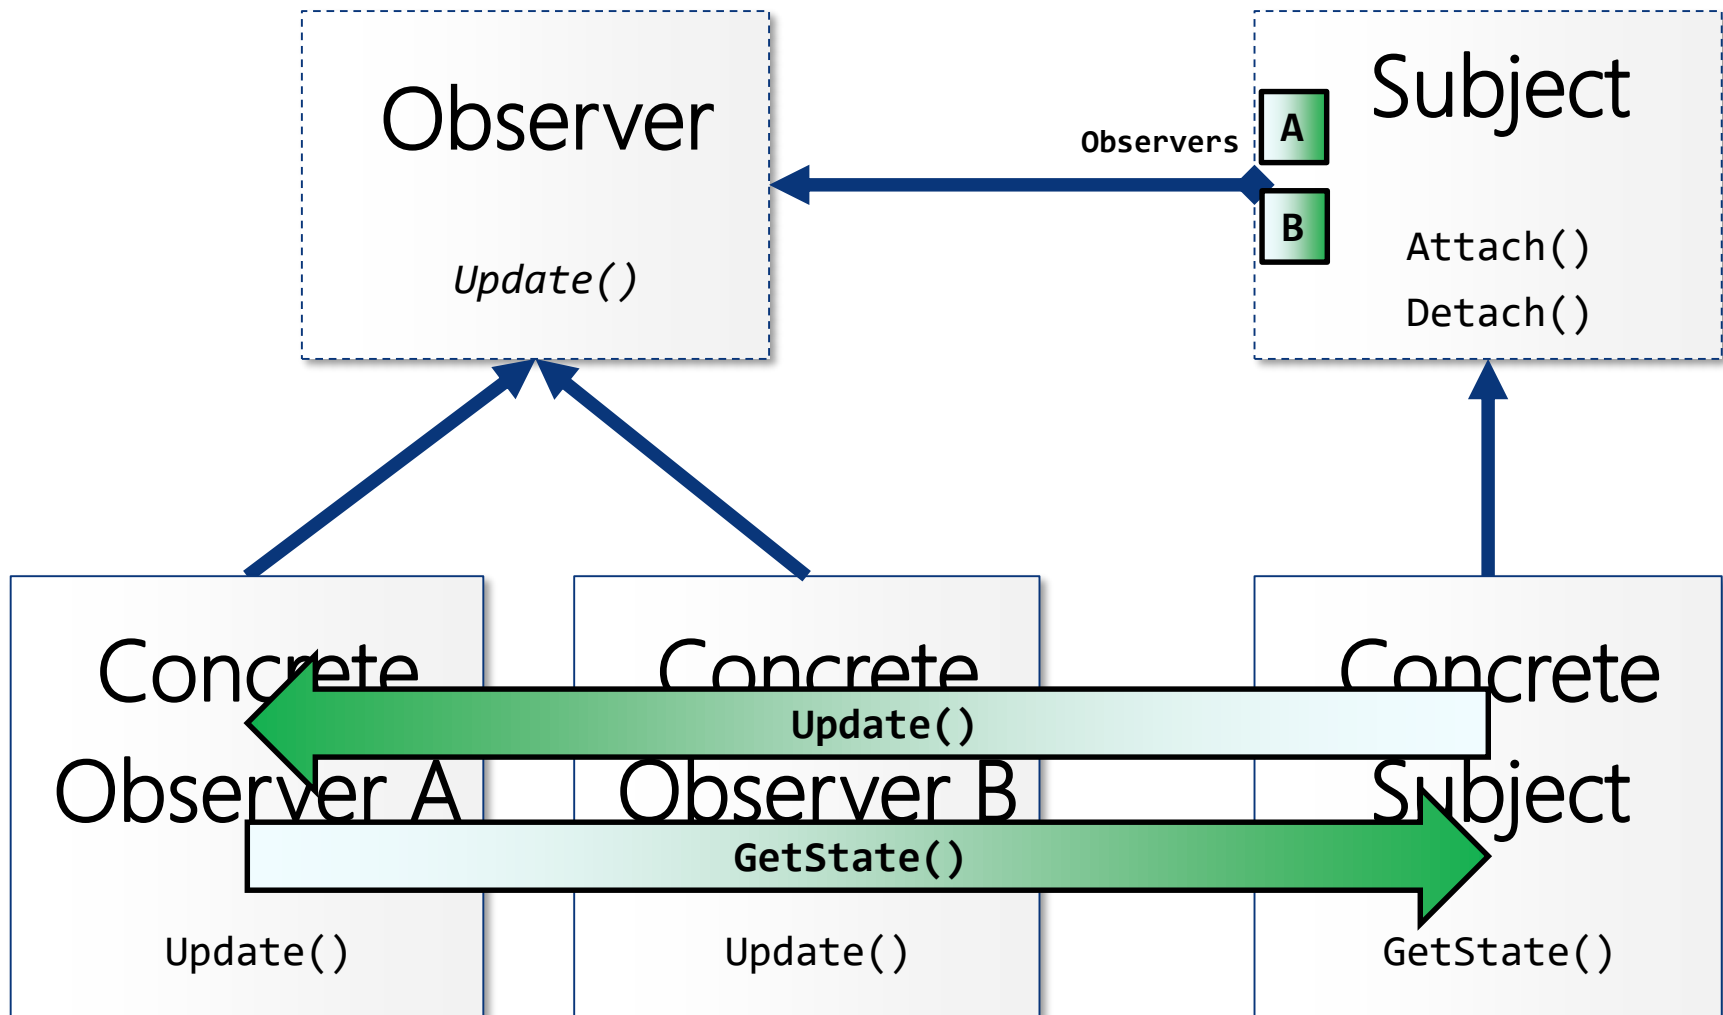 Observer
Update()
Observers
A
B
Subject
Attach()
Detach()
Concrete
Observer A
Update()
Concrete
Observer B
Update()
Concrete
Subject
GetState()
Update()
GetState()